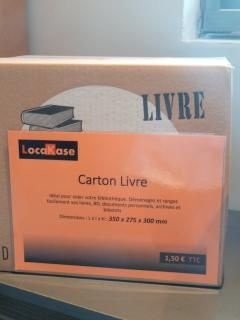 LIVRE
LocaKase
Carton Livre
Idéal pour vider votre bibliothèque. Déménagez et rangez
facilement vos livres, BD, documents personnels, archives et
bibelots
Dimensions : L x l x H : 350 x 275 x 300 mm
D
1,50 € TTC